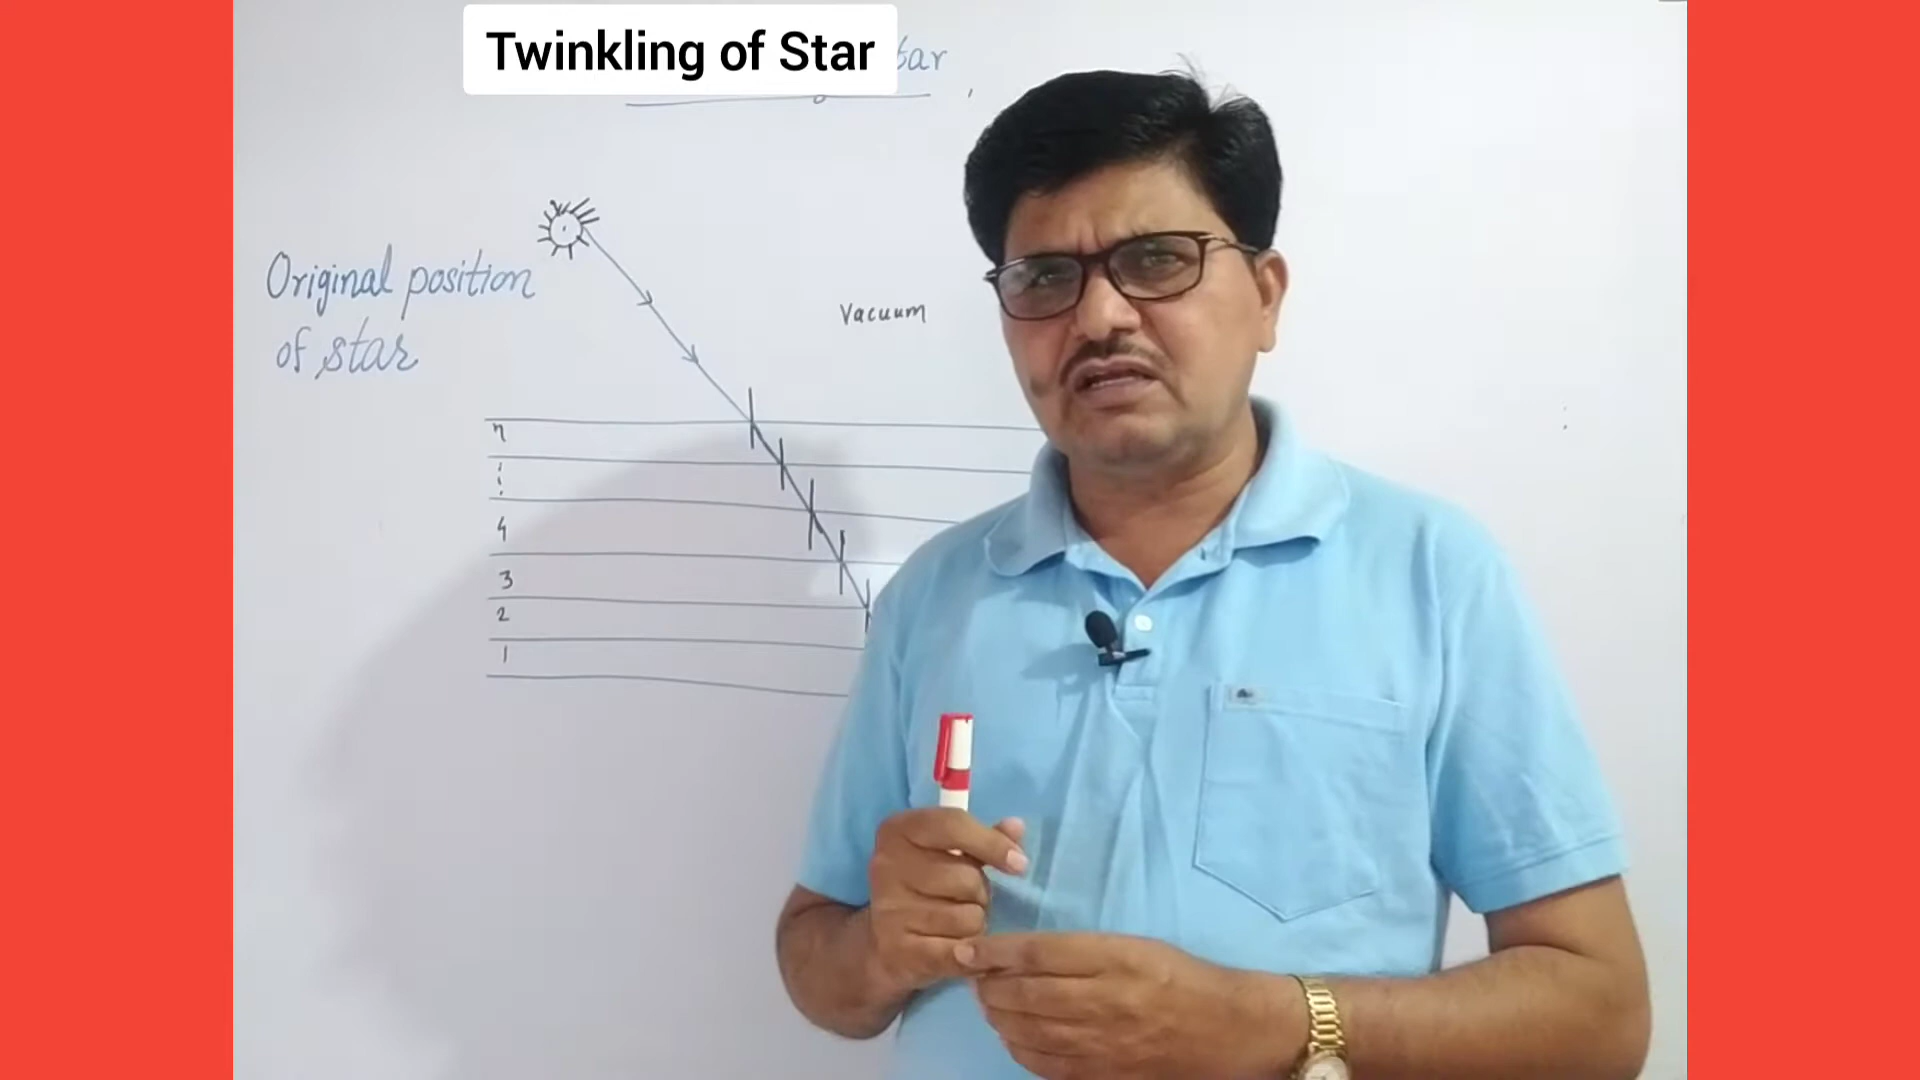 Twinkling of Star
Original position
of star
Vacuum
n
4
3
2
1